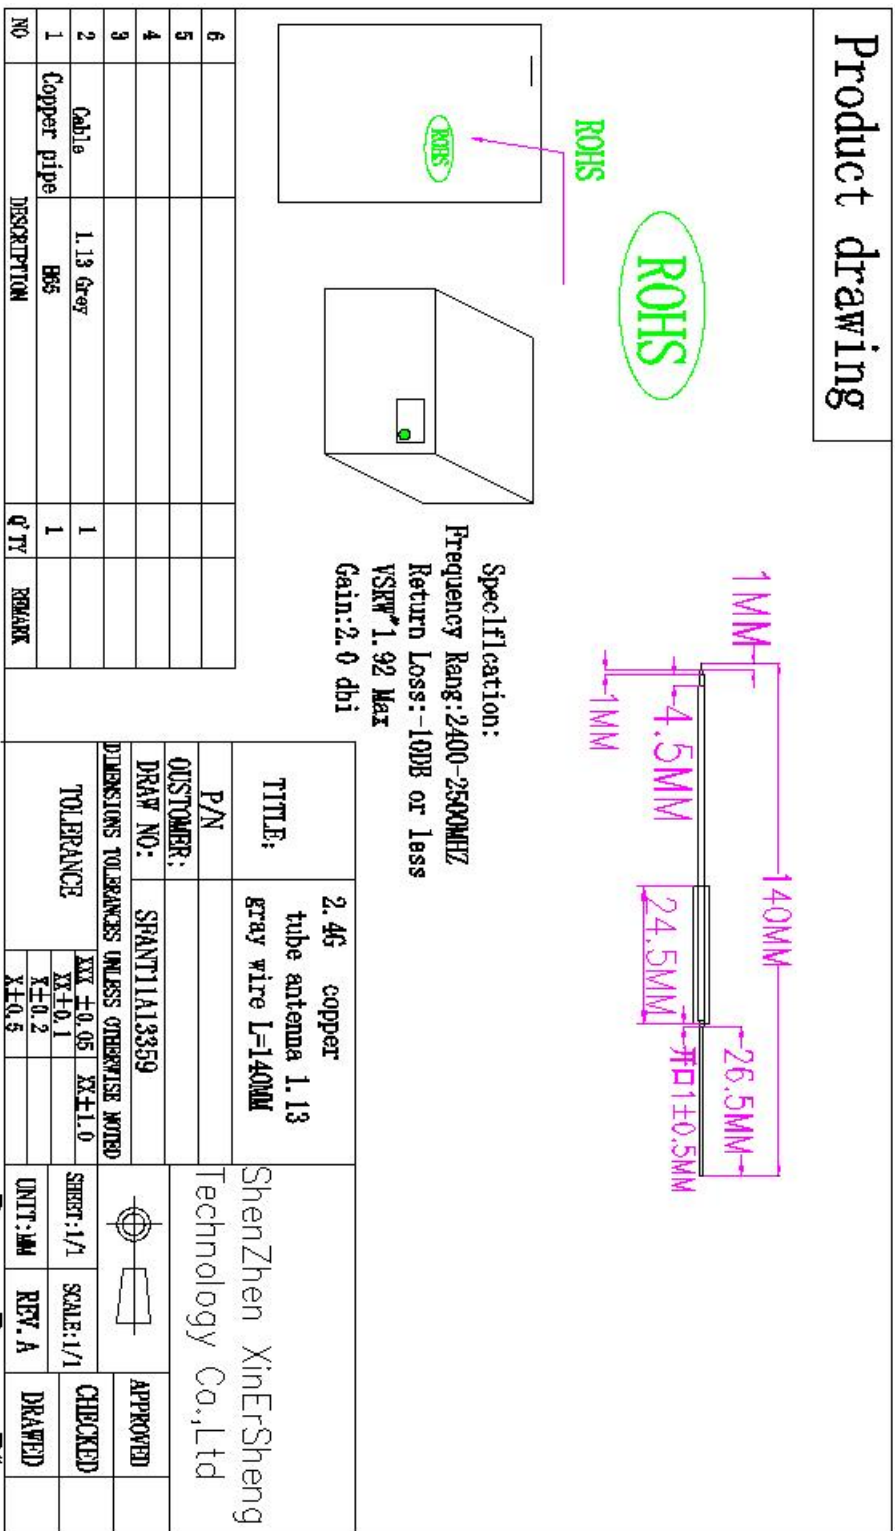 Product drawing
ROHS
ROHS
ROHS
1MM
140MM
4.5MM
1MM
24.5MM
26.5MM
开口1±0.5MM
Speclflcation:
Frequency Rang:2400-2500MHZ
Return Loss:-10DB or less
VSRW"1.92 Max
Gain:2.0 dbi
6
5
4
3
2 Cable 1.13 Grey 1
1 Copper pipe H65 1
NO DESCRIPTION Q'TY REMARK
TITLE: 2.4G copper
tube antenna 1.13
gray wire L=140MM
P/N
CUSTOMER:
DRAW NO: SFANT11A13359
DIMENSIONS TOLERANCES UNLESS OTHERWISE NOTED
TOLERANCE
XXX ±0.05 XX±1.0
XX±0.1
X±0.2
X±0.5
ShenZhen XinErSheng
Technology Co.,Ltd
SHEET:1/1 SCALE:1/1
UNIT:MM REV.A
APPROVED
CHECKED
DRAWED